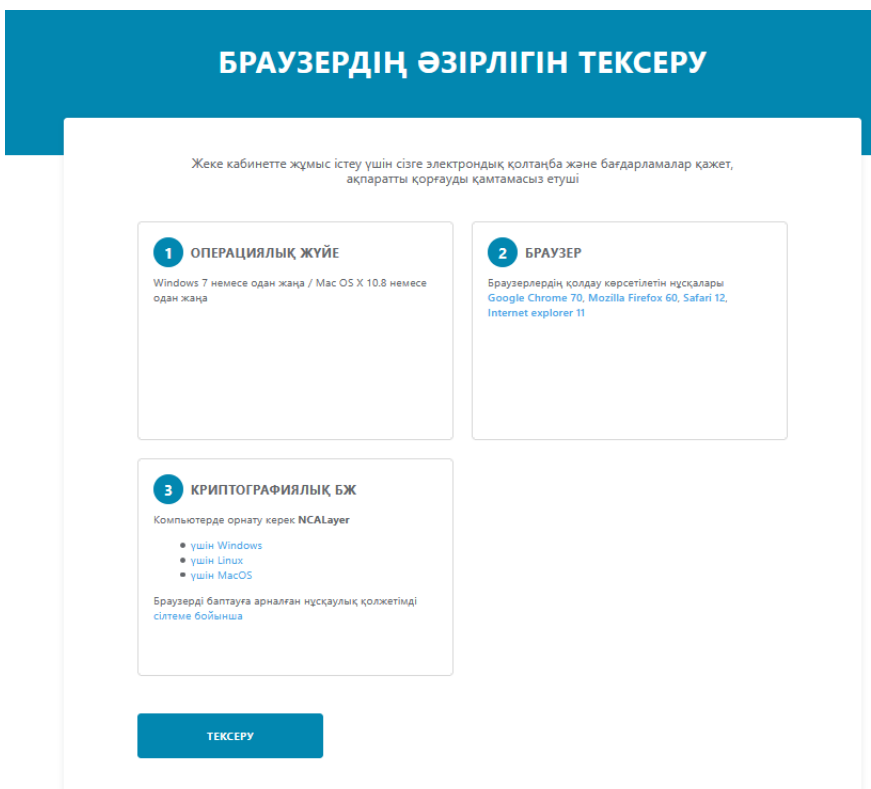 БРАУЗЕРДІҢ ӘЗІРЛІГІН ТЕКСЕРУ
Жеке кабинетте жұмыс істеу үшін сізге электрондық қолтаңба және бағдарламалар қажет,
ақпаратты қорғауды қамтамасыз етуші
1 ОПЕРАЦИЯЛЫҚ ЖҮЙЕ
Windows 7 немесе одан жаңа / Mac OS X 10.8 немесе
одан жаңа
2 БРАУЗЕР
Браузерлердің қолдау көрсетілетін нұсқалары
Google Chrome 70, Mozilla Firefox 60, Safari 12,
Internet explorer 11
3 КРИПТОГРАФИЯЛЫҚ БЖ
Компьютерде орнату керек NCALayer
• үшін Windows
• үшін Linux
• үшін MacOS
Браузерді баптауға арналған нұсқаулық қолжетімді
сілтеме бойынша
ТЕКСЕРУ